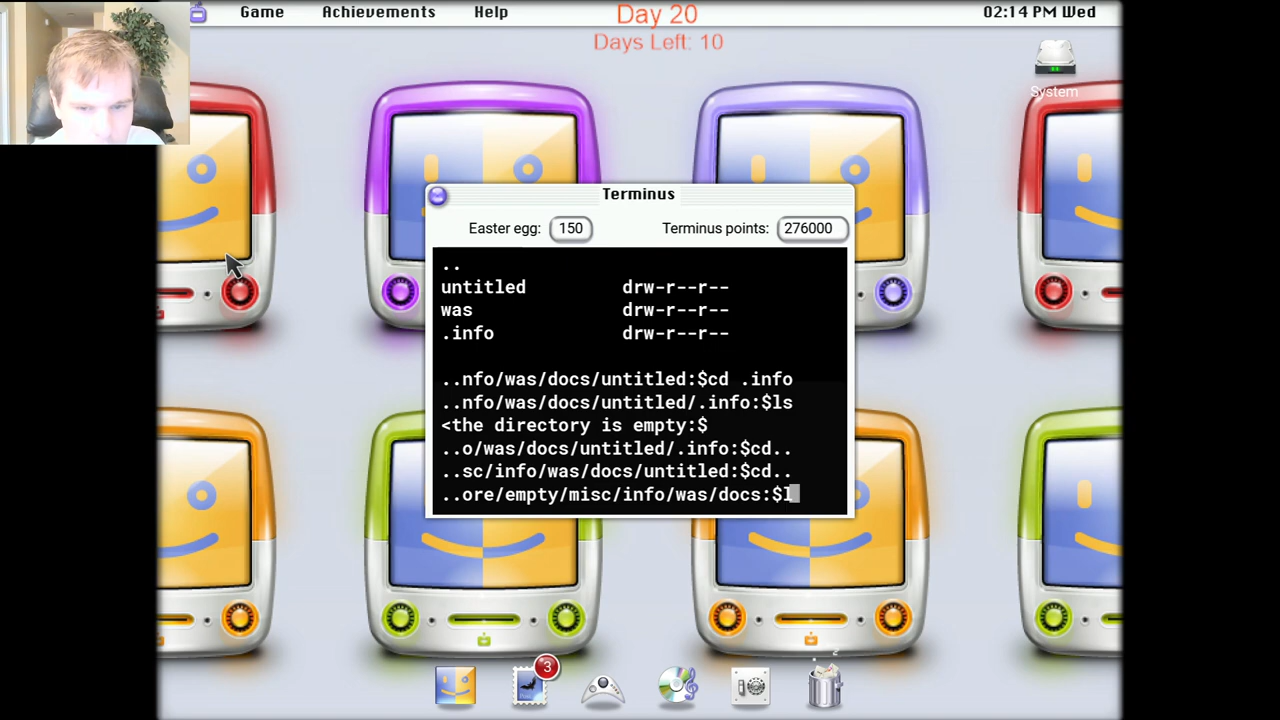 Game Achievements Help Day 20 02:14 PM Wed
Days Left: 10
System
Terminus
Easter egg: 150 Terminus points: 276000
..
untitled drw-r--r--
was drw-r--r--
.info drw-r--r--
..nfo/was/docs/untitled:$cd .info
..nfo/was/docs/untitled/.info:$ls
<the directory is empty:$
..o/was/docs/untitled/.info:$cd..
..sc/info/was/docs/untitled:$cd..
..ore/empty/misc/info/was/docs:$l
3